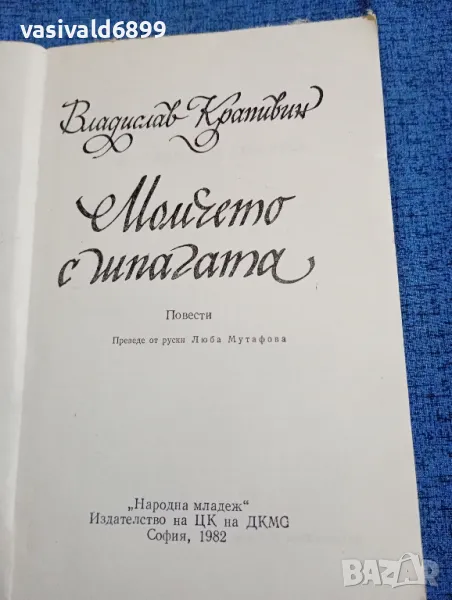 vasivald6899
Владислав Крапивин
Момчето
с шпагата
Повести
Преведе от руски Люба Мутафова
„Народна младеж“
Издателство на ЦК на ДКМС
София, 1982
BAZAR